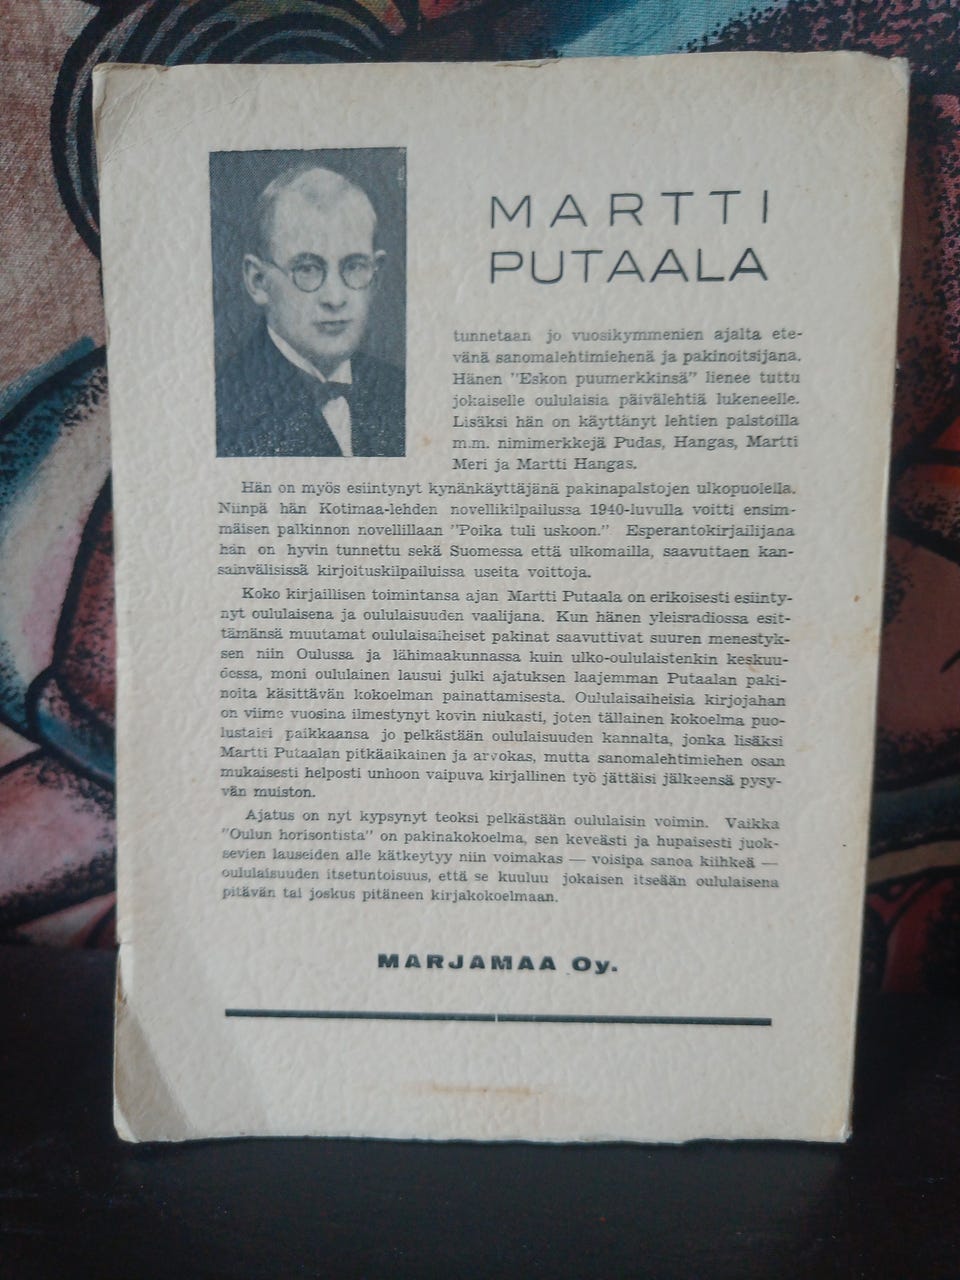 MARTTI
PUTAALA
tunnetaan jo vuosikymmenien ajalta ete-
vänä sanomalehtimiehenä ja pakinoitsijana.
Hänen "Eskon puumerkkinsä" lienee tuttu
jokaiselle oululaisia päivälehtiä lukeneelle.
Lisäksi hän on käyttänyt lehtien palstoilla
m.m. nimimerkkejä Pudas, Hangas, Martti
Meri ja Martti Hangas.
Hän on myös esiintynyt kynänkäyttäjänä pakinapalstojen ulkopuolella.
Niinpä hän Kotimaa-lehden novellikilpailussa 1940-luvulla voitti ensim-
mäisen palkinnon novellillaan "Poika tuli uskoon." Esperantokirjailijana
hän on hyvin tunnettu sekä Suomessa että ulkomailla, saavuttaen kan-
sainvälisissä kirjoituskilpailuissa useita voittoja.
Koko kirjaillisen toimintansa ajan Martti Putaala on erikoisesti esiinty-
nyt oululaisena ja oululaisuuden vaalijana. Kun hänen yleisradiossa esit-
tämänsä muutamat oululaisaiheiset pakinat saavuttivat suuren menestyk-
sen niin Oulussa ja lähimaakunnassa kuin ulko-oululaistenkin keskuu-
dessa, moni oululainen lausui julki ajatuksen laajemman Putaalan paki-
noita käsittävän kokoelman painattamisesta. Oululaisaiheisia kirjojahan
on viime vuosina ilmestynyt kovin niukasti, joten tällainen kokoelma puo-
lustaisi paikkaansa jo pelkästään oululaisuuden kannalta, jonka lisäksi
Martti Putaalan pitkäaikainen ja arvokas, mutta sanomalehtimiehen osan
mukaisesti helposti unhoon vaipuva kirjallinen työ jättäisi jälkeensä pysy-
vän muiston.
Ajatus on nyt kypsynyt teoksi pelkästään oululaisin voimin. Vaikka
"Oulun horisontista" on pakinakokoelma, sen keveästi ja hupaisesti juok-
sevien lauseiden alle kätkeytyy niin voimakas — voisipa sanoa kiihkeä —
oululaisuuden itsetuntoisuus, että se kuuluu jokaisen itseään oululaisena
pitävän tai joskus pitäneen kirjakokoelmaan.
MARJAMAA Oy.